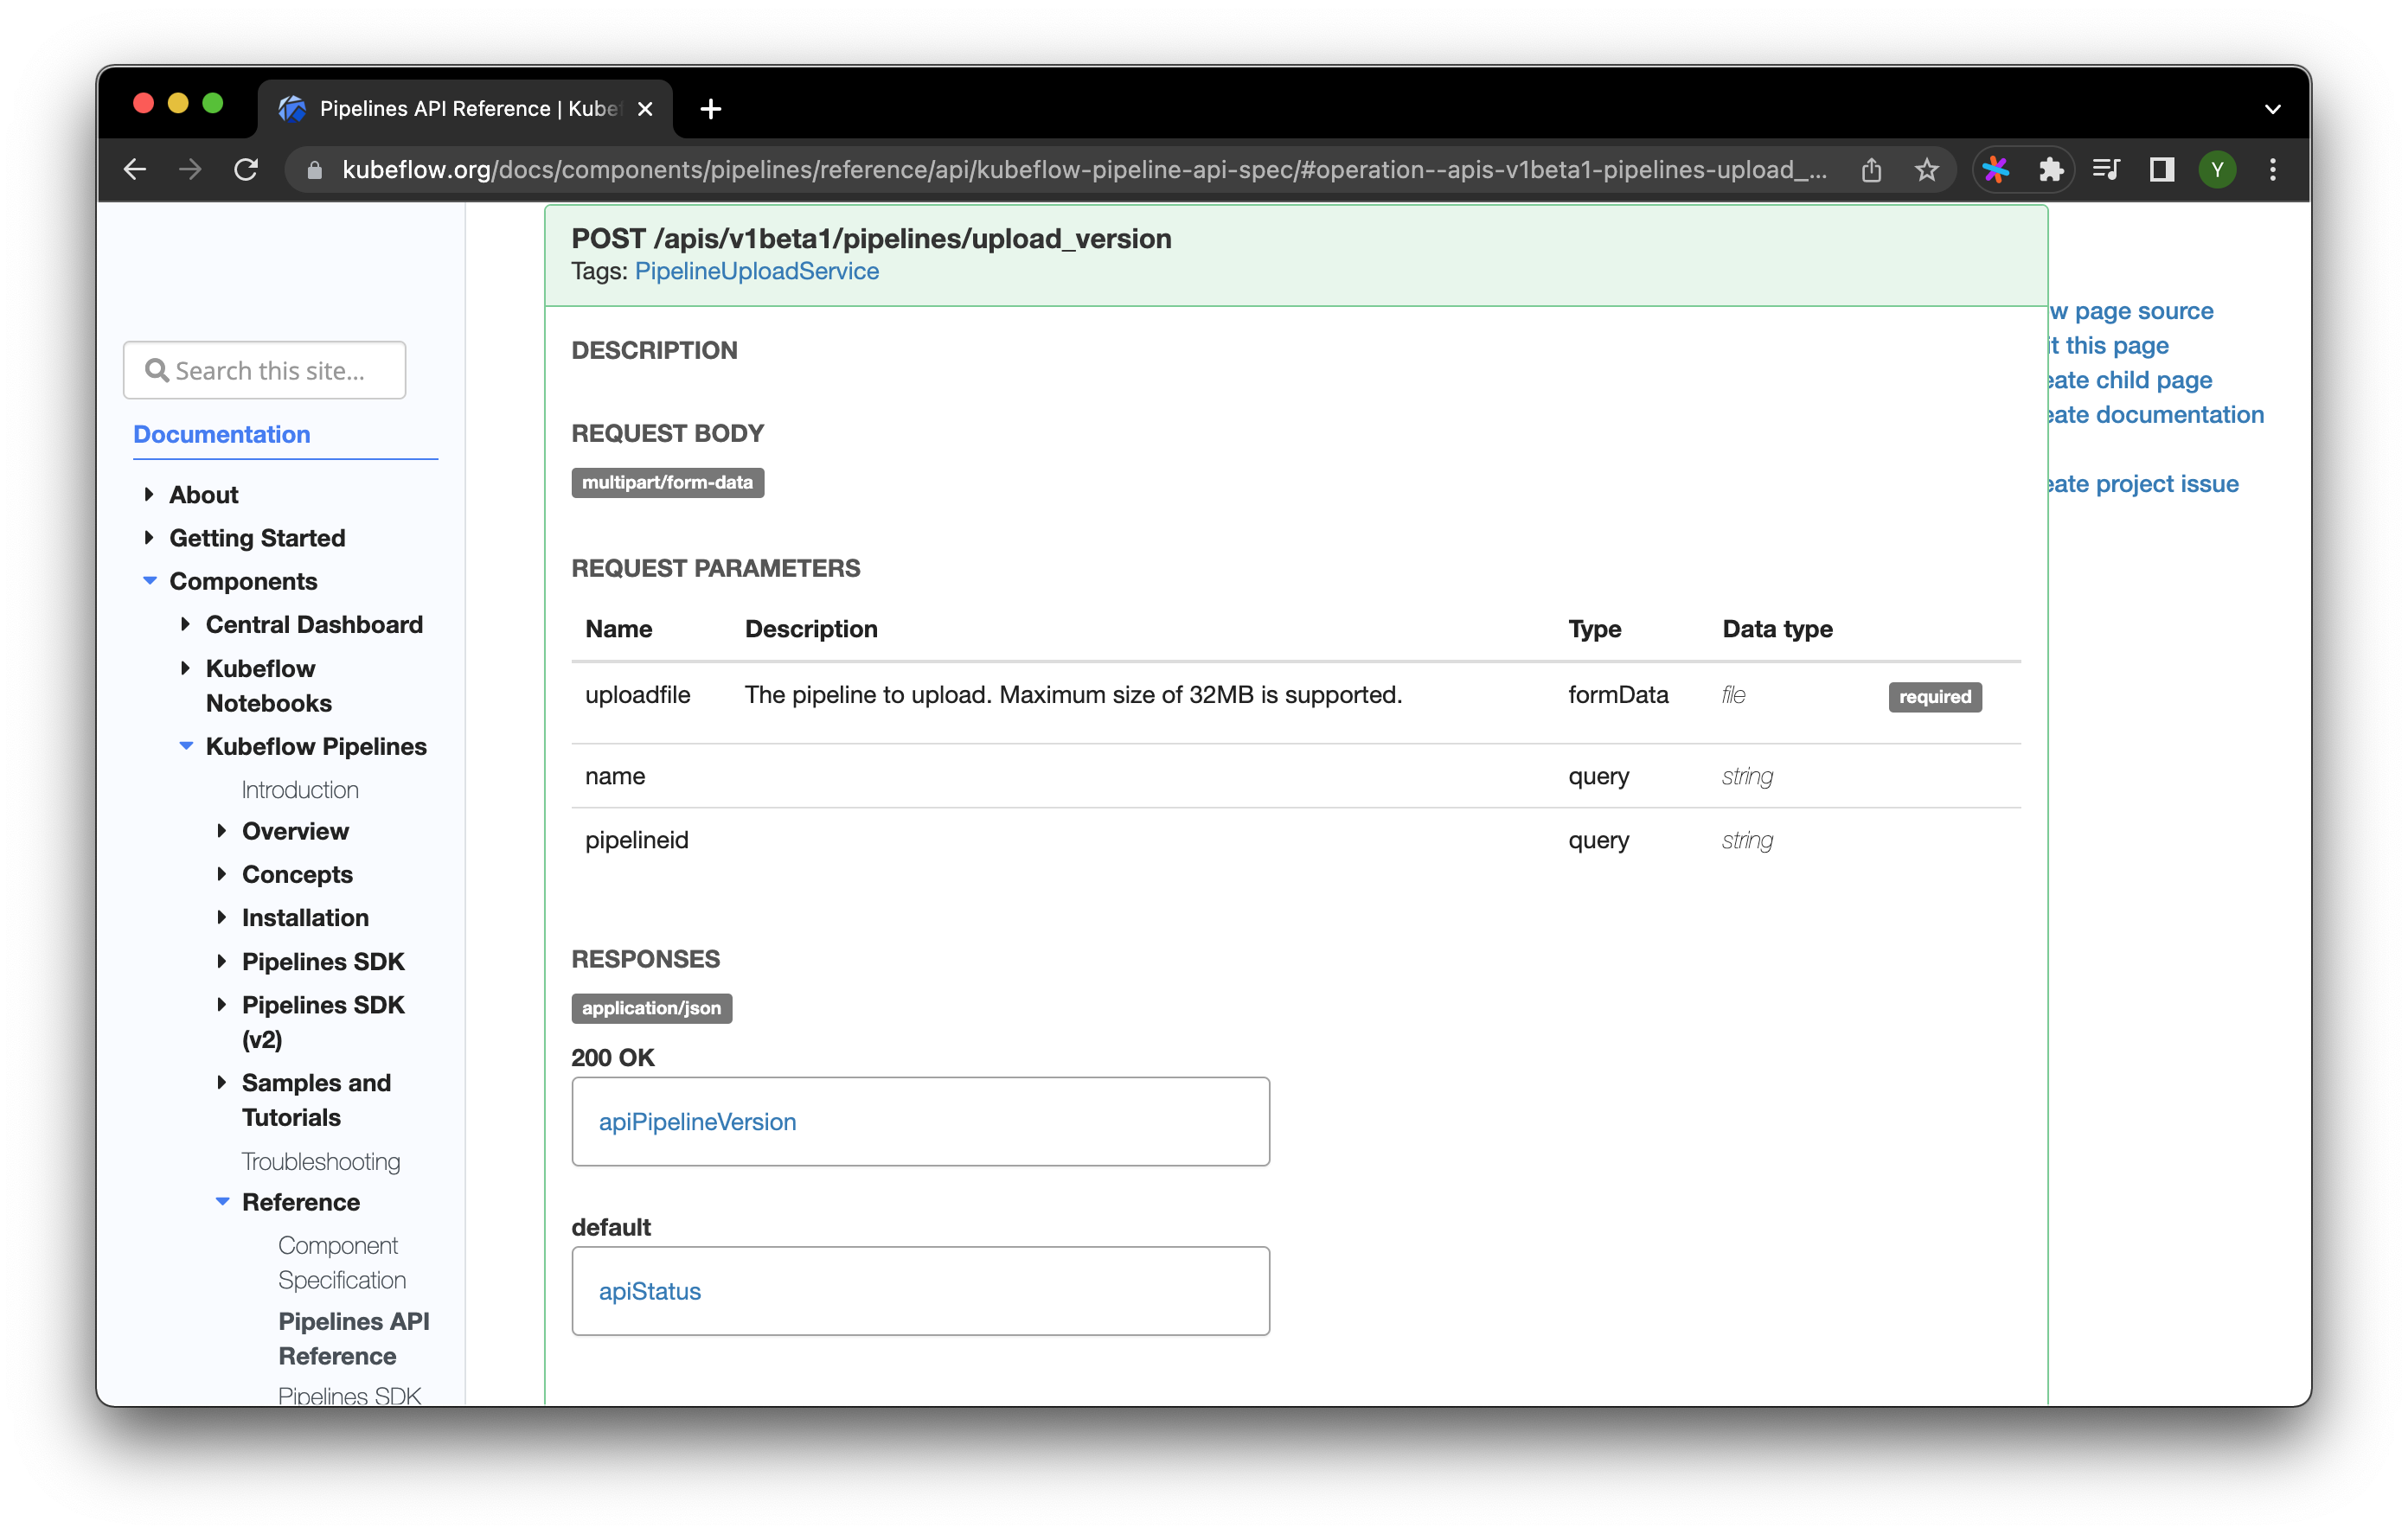 Pipelines API Reference | Kubef
kubeflow.org/docs/components/pipelines/reference/api/kubeflow-pipeline-api-spec/#operation--apis-v1beta1-pipelines-upload_...
Y
Search this site...
Documentation
About
Getting Started
Components
Central Dashboard
Kubeflow
Notebooks
Kubeflow Pipelines
Introduction
Overview
Concepts
Installation
Pipelines SDK
Pipelines SDK
(v2)
Samples and
Tutorials
Troubleshooting
Reference
Component
Specification
Pipelines API
Reference
Pipelines SDK
POST /apis/v1beta1/pipelines/upload_version
Tags: PipelineUploadService
DESCRIPTION
REQUEST BODY
multipart/form-data
REQUEST PARAMETERS
Name Description Type Data type
uploadfile The pipeline to upload. Maximum size of 32MB is supported. formData file required
name query string
pipelineid query string
RESPONSES
application/json
200 OK
apiPipelineVersion
default
apiStatus
w page source
it this page
eate child page
eate documentation
eate project issue